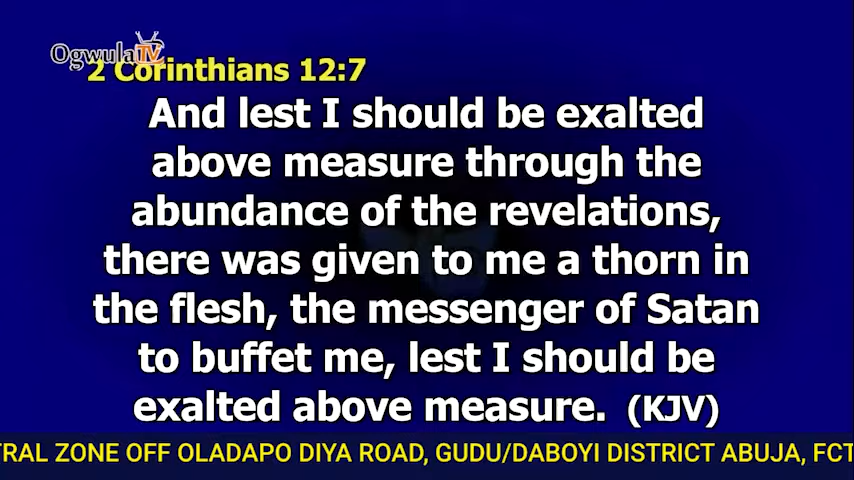 OgwulaTV
2 Corinthians 12:7
And lest I should be exalted
above measure through the
abundance of the revelations,
there was given to me a thorn in
the flesh, the messenger of Satan
to buffet me, lest I should be
exalted above measure. (KJV)
TRAL ZONE OFF OLADAPO DIYA ROAD, GUDU/DABOYI DISTRICT ABUJA, FCT